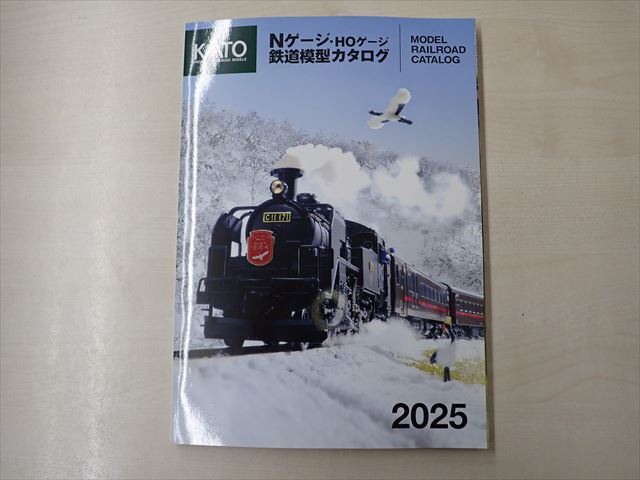 KATO
Nゲージ・HOゲージ
鉄道模型カタログ
MODEL
RAILROAD
CATALOG
C11 171
2025